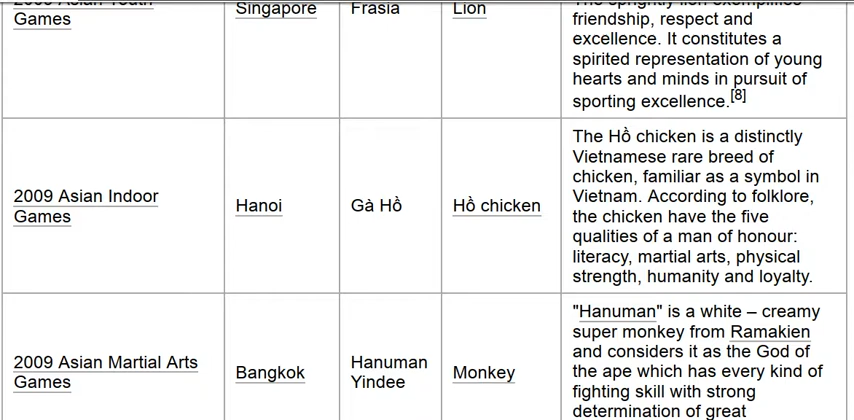 2009 Asian Youth
Games
Singapore
Frasia
Lion
The sprightly lion exemplifies
friendship, respect and
excellence. It constitutes a
spirited representation of young
hearts and minds in pursuit of
sporting excellence.[8]
2009 Asian Indoor
Games
Hanoi
Gà Hồ
Hồ chicken
The Hồ chicken is a distinctly
Vietnamese rare breed of
chicken, familiar as a symbol in
Vietnam. According to folklore,
the chicken have the five
qualities of a man of honour:
literacy, martial arts, physical
strength, humanity and loyalty.
2009 Asian Martial Arts
Games
Bangkok
Hanuman
Yindee
Monkey
"Hanuman" is a white – creamy
super monkey from Ramakien
and considers it as the God of
the ape which has every kind of
fighting skill with strong
determination of great